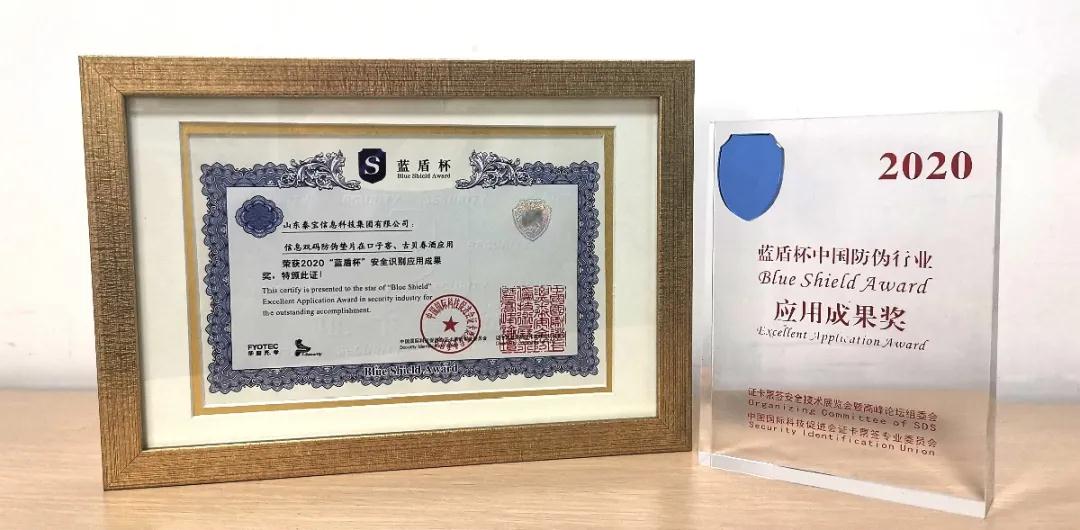 S
蓝盾杯
Blue Shield Award
山东泰宝信息科技集团有限公司：
信息双码防伪垫片在口子窖、古贝春酒应用
荣获2020“蓝盾杯”安全识别应用成果
奖，特颁此证！
This certify is presented to the star of "Blue Shield"
Excellent Application Award in security industry for
the outstanding accomplishment.
FYOTEC
华阳光学
Blue Shield Award
2020
蓝盾杯中国防伪行业
Blue Shield Award
应用成果奖
Excellent Application Award
证卡票签安全技术展览会暨高峰论坛组委会
Organizing Committee of SDS
中国国际科技促进会证卡票签专业委员会
Security Identification Union